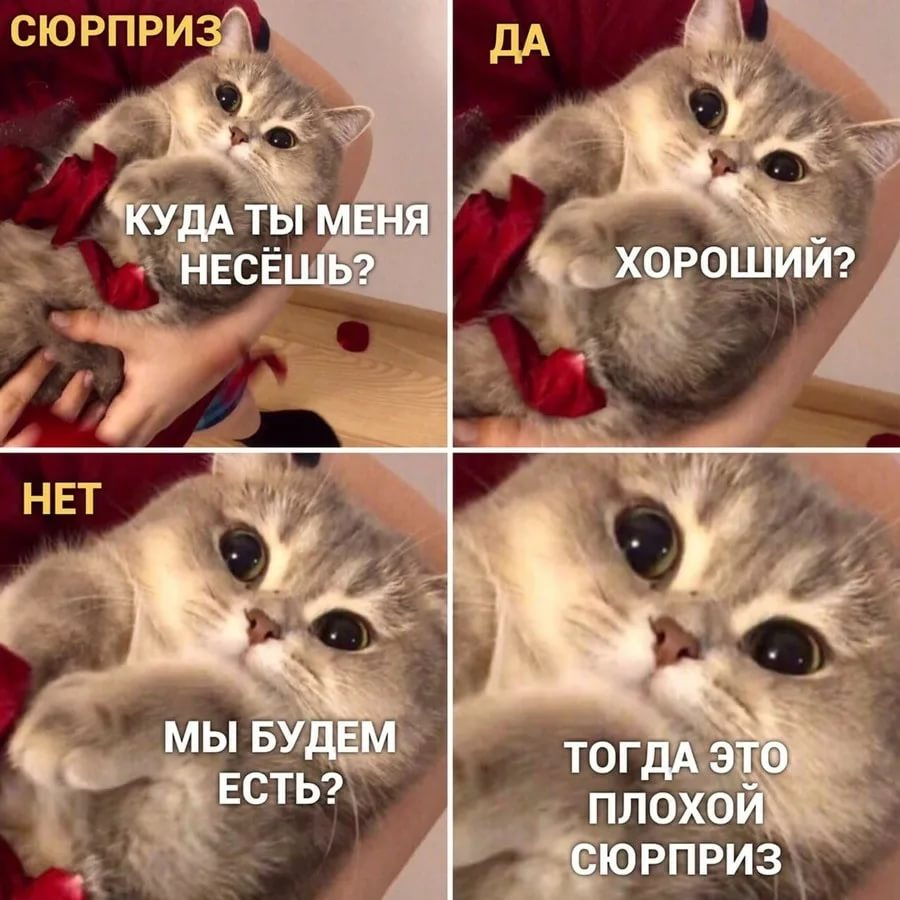 СЮРПРИЗ
КУДА ТЫ МЕНЯ
НЕСЁШЬ?
ДА
ХОРОШИЙ?
НЕТ
МЫ БУДЕМ
ЕСТЬ?
ТОГДА ЭТО
ПЛОХОЙ
СЮРПРИЗ